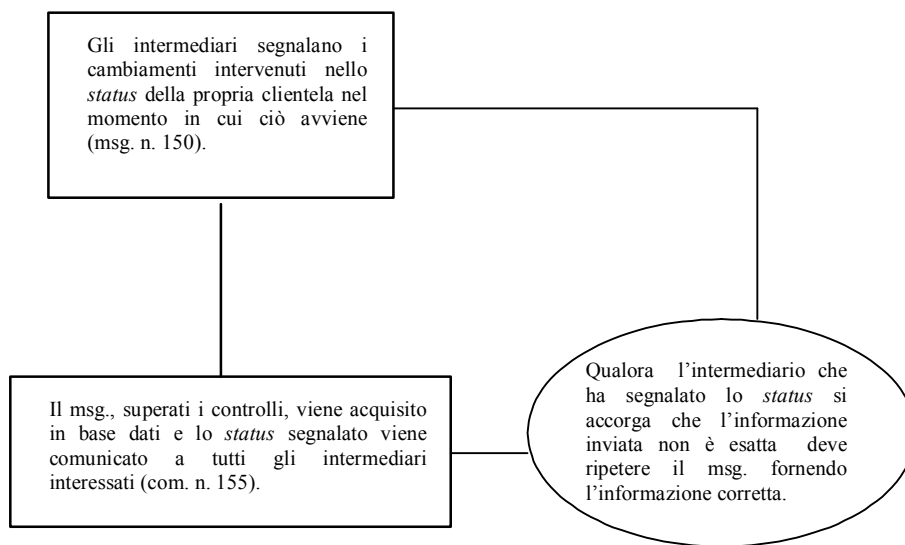 Gli intermediari segnalano i
cambiamenti intervenuti nello
status della propria clientela nel
momento in cui ciò avviene
(msg. n. 150).
Il msg., superati i controlli, viene acquisito
in base dati e lo status segnalato viene
comunicato a tutti gli intermediari
interessati (com. n. 155).
Qualora l'intermediario che
ha segnalato lo status si
accorga che l'informazione
inviata non è esatta deve
ripetere il msg. fornendo
l'informazione corretta.